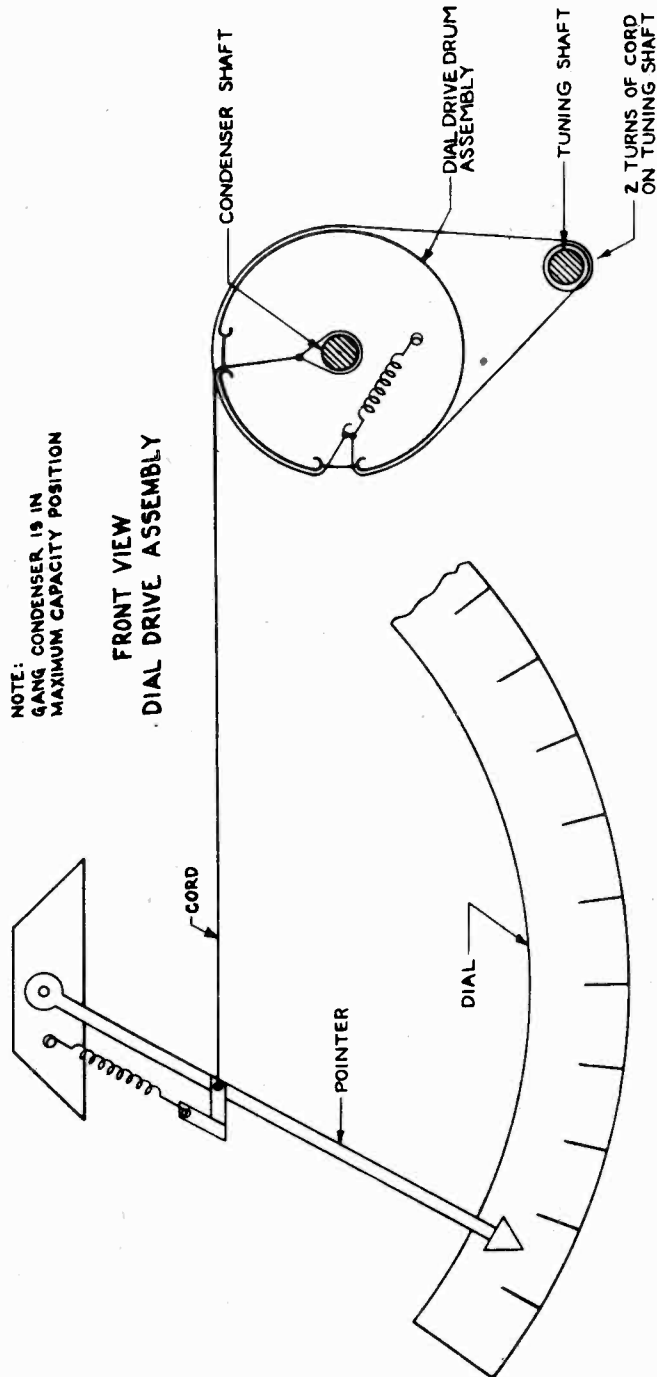 NOTE:
GANG CONDENSER IS IN
MAXIMUM CAPACITY POSITION
FRONT VIEW
DIAL DRIVE ASSEMBLY
CONDENSER SHAFT
DIAL DRIVE DRUM
ASSEMBLY
TUNING SHAFT
2 TURNS OF CORD
ON TUNING SHAFT
CORD
POINTER
DIAL